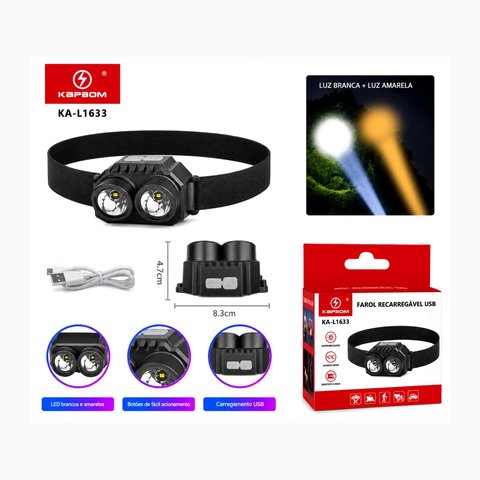 KAPBOM
KA-L1633
LUZ BRANCA + LUZ AMARELA
4.7cm
8.3cm
LED brancos e amarelos
Botões de fácil acionamento
Carregamento USB
KAPBOM
FAROL RECARREGÁVEL USB
KA-L1633